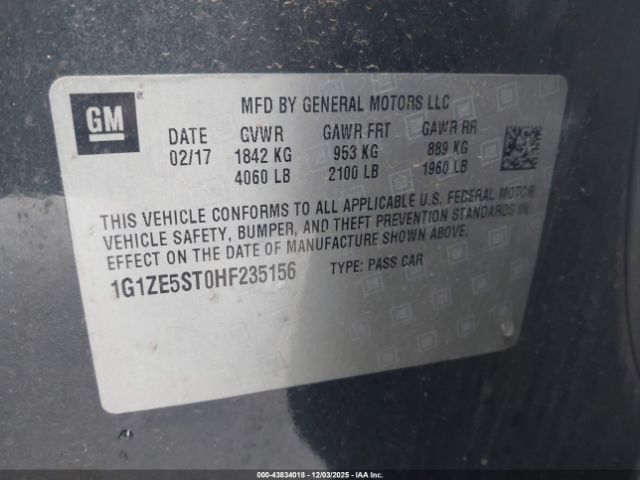 GM
MFD BY GENERAL MOTORS LLC
DATE GVWR GAWR FRT GAWR RR
02/17 1842 KG 953 KG 889 KG
4060 LB 2100 LB 1960 LB
THIS VEHICLE CONFORMS TO ALL APPLICABLE U.S. FEDERAL MOTOR
VEHICLE SAFETY, BUMPER, AND THEFT PREVENTION STANDARDS IN
EFFECT ON THE DATE OF MANUFACTURE SHOWN ABOVE.
1G1ZE5ST0HF235156 TYPE: PASS CAR
000-43834018 - 12/03/2025 - IAAI.COM